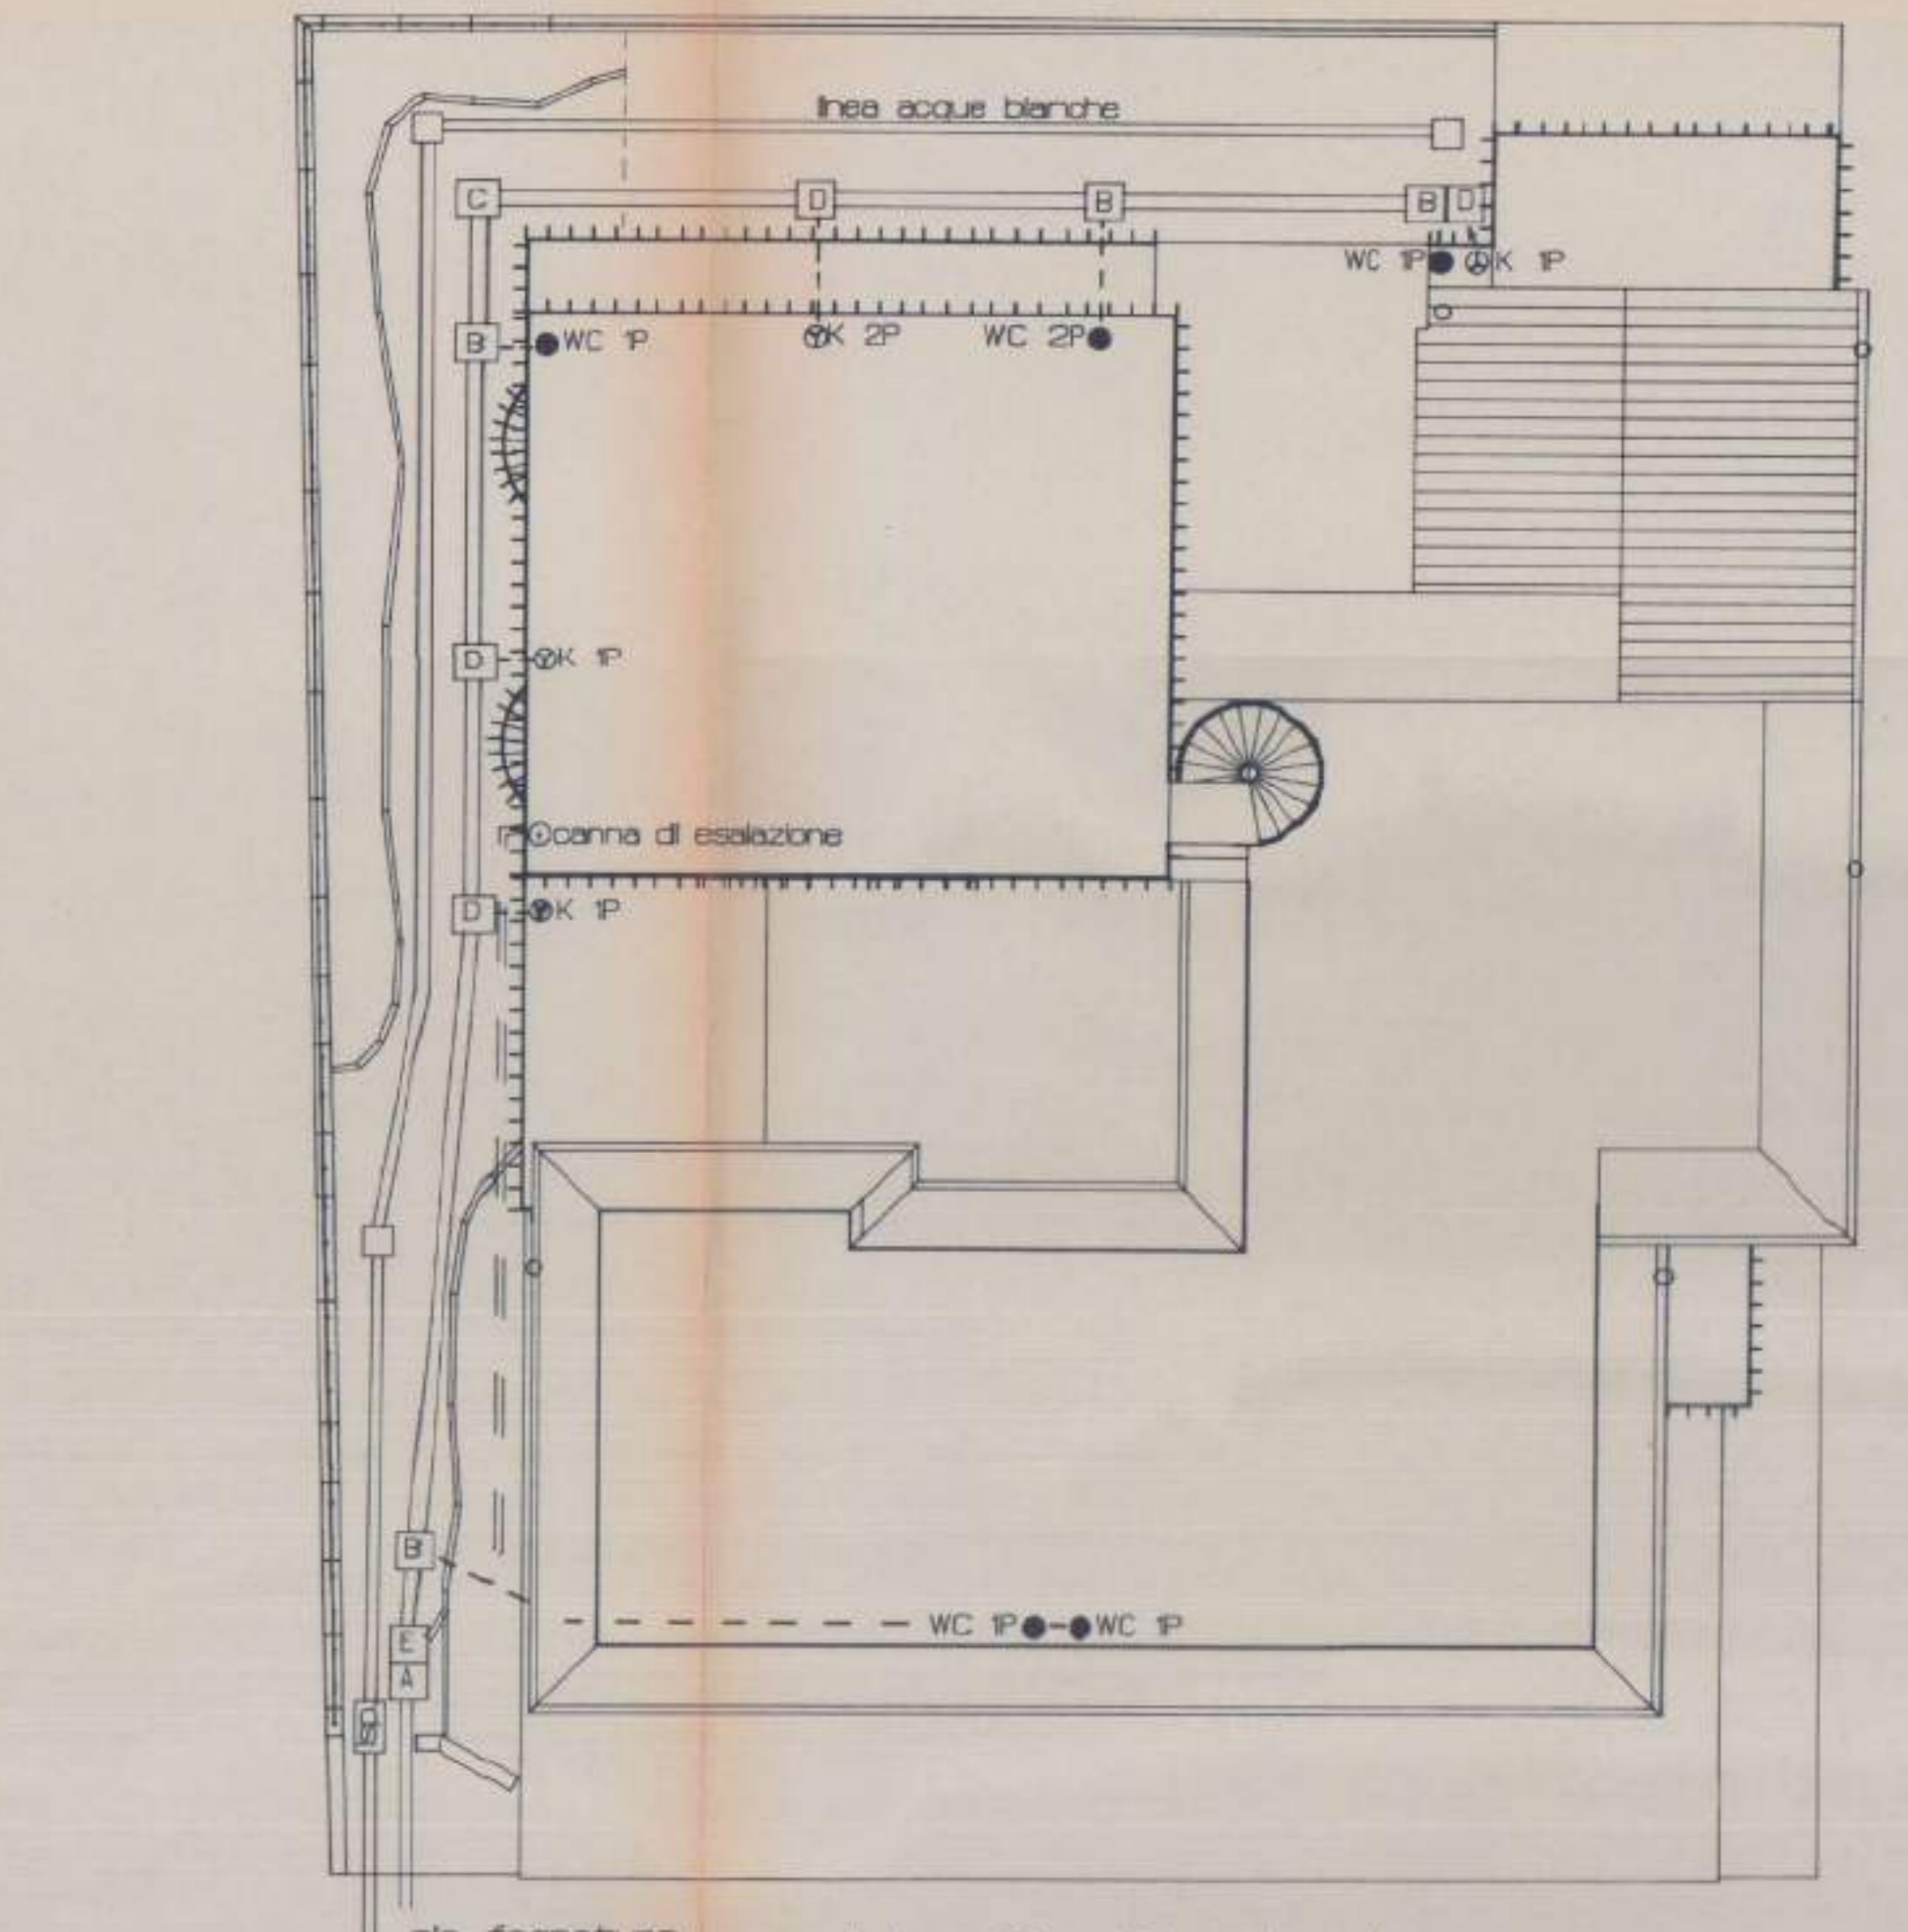 linea acque bianche
C D B B D
WC 1P K 1P
B WC 1P K 2P WC 2P
D K 1P
canna di esalazione
D K 1P
B
WC 1P WC 1P
E
A